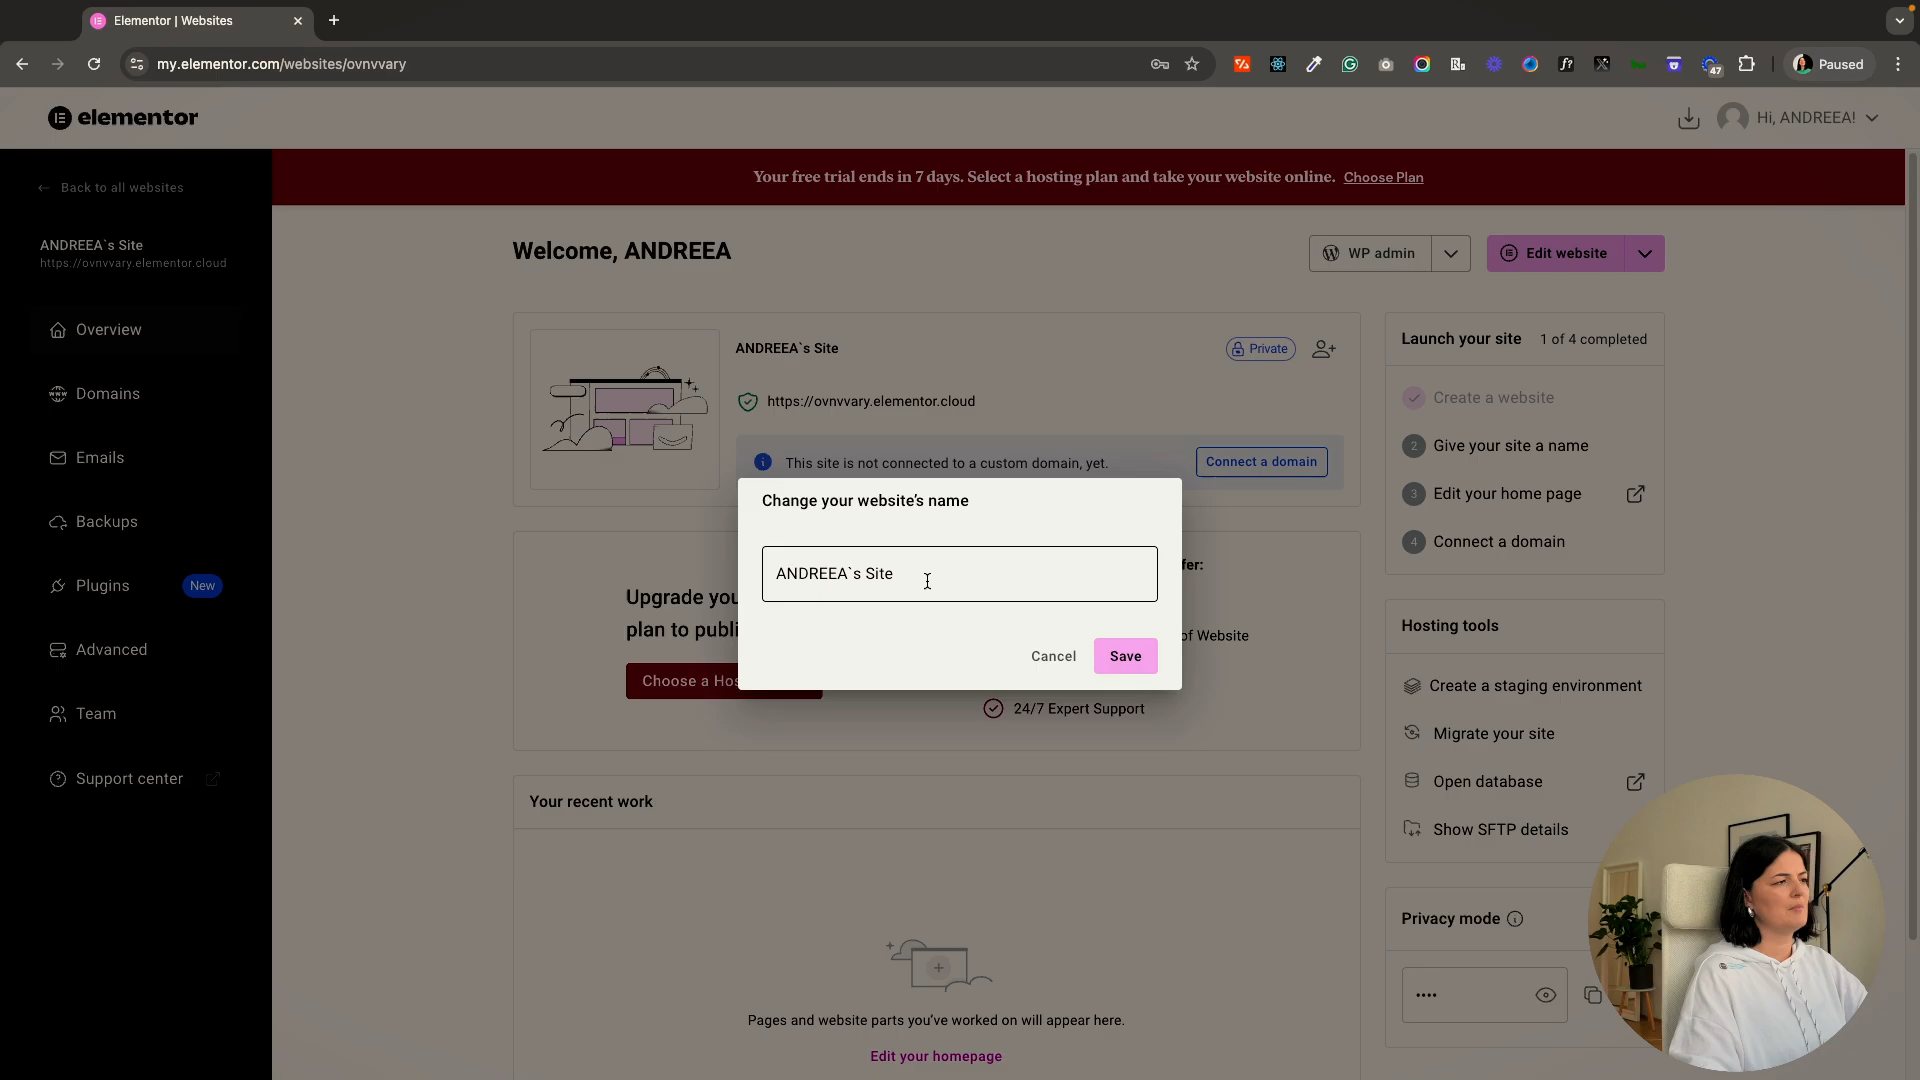 Elementor | Websites
my.elementor.com/websites/ovnvvary
47
Paused
elementor
Hi, ANDREEA!
Back to all websites
Your free trial ends in 7 days. Select a hosting plan and take your website online. Choose Plan
ANDREEA`s Site
https://ovnvvary.elementor.cloud
Overview
Domains
Emails
Backups
Plugins
New
Advanced
Team
Support center
Welcome, ANDREEA
WP admin
Edit website
ANDREEA`s Site
Private
https://ovnvvary.elementor.cloud
This site is not connected to a custom domain, yet.
Connect a domain
Launch your site
1 of 4 completed
Create a website
2 Give your site a name
3 Edit your home page
4 Connect a domain
Change your website's name
ANDREEA`s Site
Cancel
Save
Upgrade
plan to
Choose a
of Website
24/7 Expert Support
Hosting tools
Create a staging environment
Migrate your site
Open database
Show SFTP details
Your recent work
Pages and website parts you've worked on will appear here.
Edit your homepage
Privacy mode